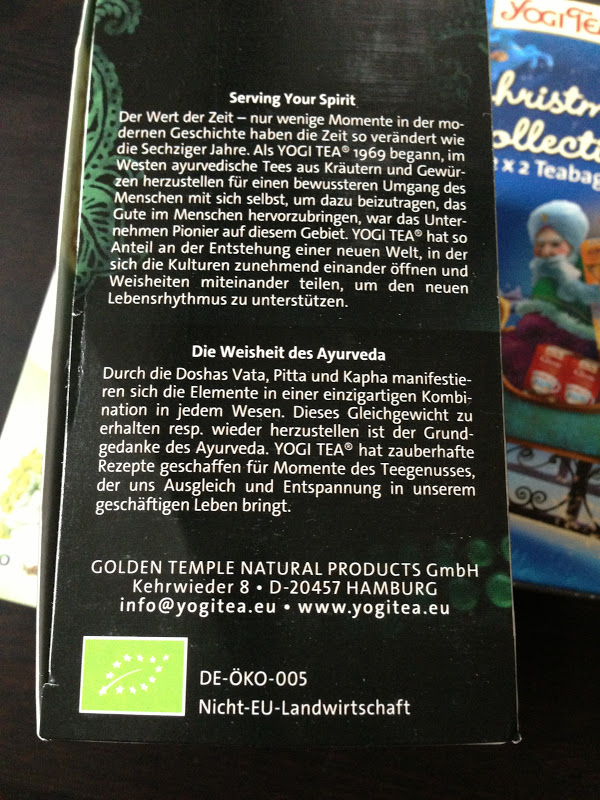 Serving Your Spirit
Der Wert der Zeit – nur wenige Momente in der mo-
dernen Geschichte haben die Zeit so verändert wie
die Sechziger Jahre. Als YOGI TEA® 1969 begann, im
Westen ayurvedische Tees aus Kräutern und Gewür-
zen herzustellen für einen bewussteren Umgang des
Menschen mit sich selbst, um dazu beizutragen, das
Gute im Menschen hervorzubringen, war das Unter-
nehmen Pionier auf diesem Gebiet. YOGI TEA® hat so
Anteil an der Entstehung einer neuen Welt, in der
sich die Kulturen zunehmend einander öffnen und
Weisheiten miteinander teilen, um den neuen
Lebensrhythmus zu unterstützen.
Die Weisheit des Ayurveda
Durch die Doshas Vata, Pitta und Kapha manifestie-
ren sich die Elemente in einer einzigartigen Kombi-
nation in jedem Wesen. Dieses Gleichgewicht zu
erhalten resp. wieder herzustellen ist der Grund-
gedanke des Ayurveda. YOGI TEA® hat zauberhafte
Rezepte geschaffen für Momente des Teegenusses,
der uns Ausgleich und Entspannung in unserem
geschäftigen Leben bringt.
GOLDEN TEMPLE NATURAL PRODUCTS GmbH
Kehrwieder 8 • D-20457 HAMBURG
info@yogitea.eu • www.yogitea.eu
DE-ÖKO-005
Nicht-EU-Landwirtschaft
YOGI TE
hristm
ollecti
x 2 Teabag